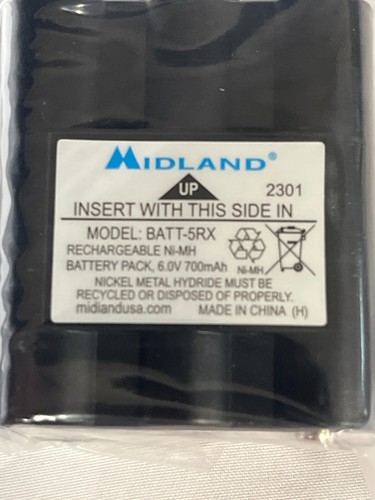 MIDLAND®
UP
2301
INSERT WITH THIS SIDE IN
MODEL: BATT-5RX
RECHARGEABLE Ni-MH
BATTERY PACK, 6.0V 700mAh
Ni-MH
NICKEL METAL HYDRIDE MUST BE
RECYCLED OR DISPOSED OF PROPERLY.
midlandusa.com MADE IN CHINA (H)